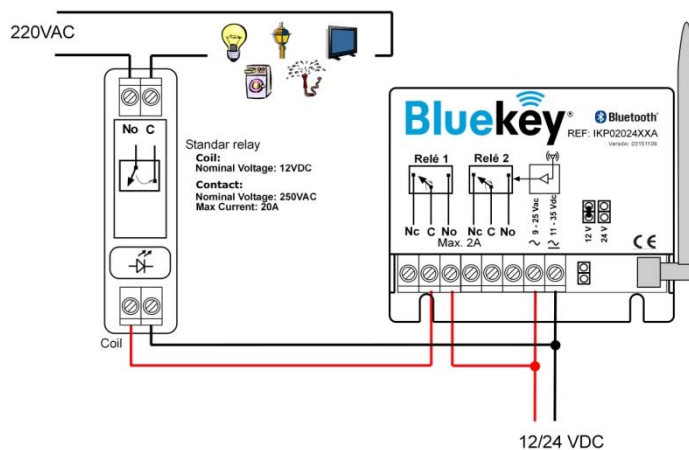 220VAC
No C
Standar relay
Coil:
Nominal Voltage: 12VDC
Contact:
Nominal Voltage: 250VAC
Max Current: 20A
Coil
Bluekey®
Bluetooth®
REF: IKP02024XXA
Versión: 03151109
Relé 1
Relé 2
Nc C No
Nc C No
Max. 2A
9 - 25 Vac
11 - 35 Vdc
12 V
24 V
CE
12/24 VDC